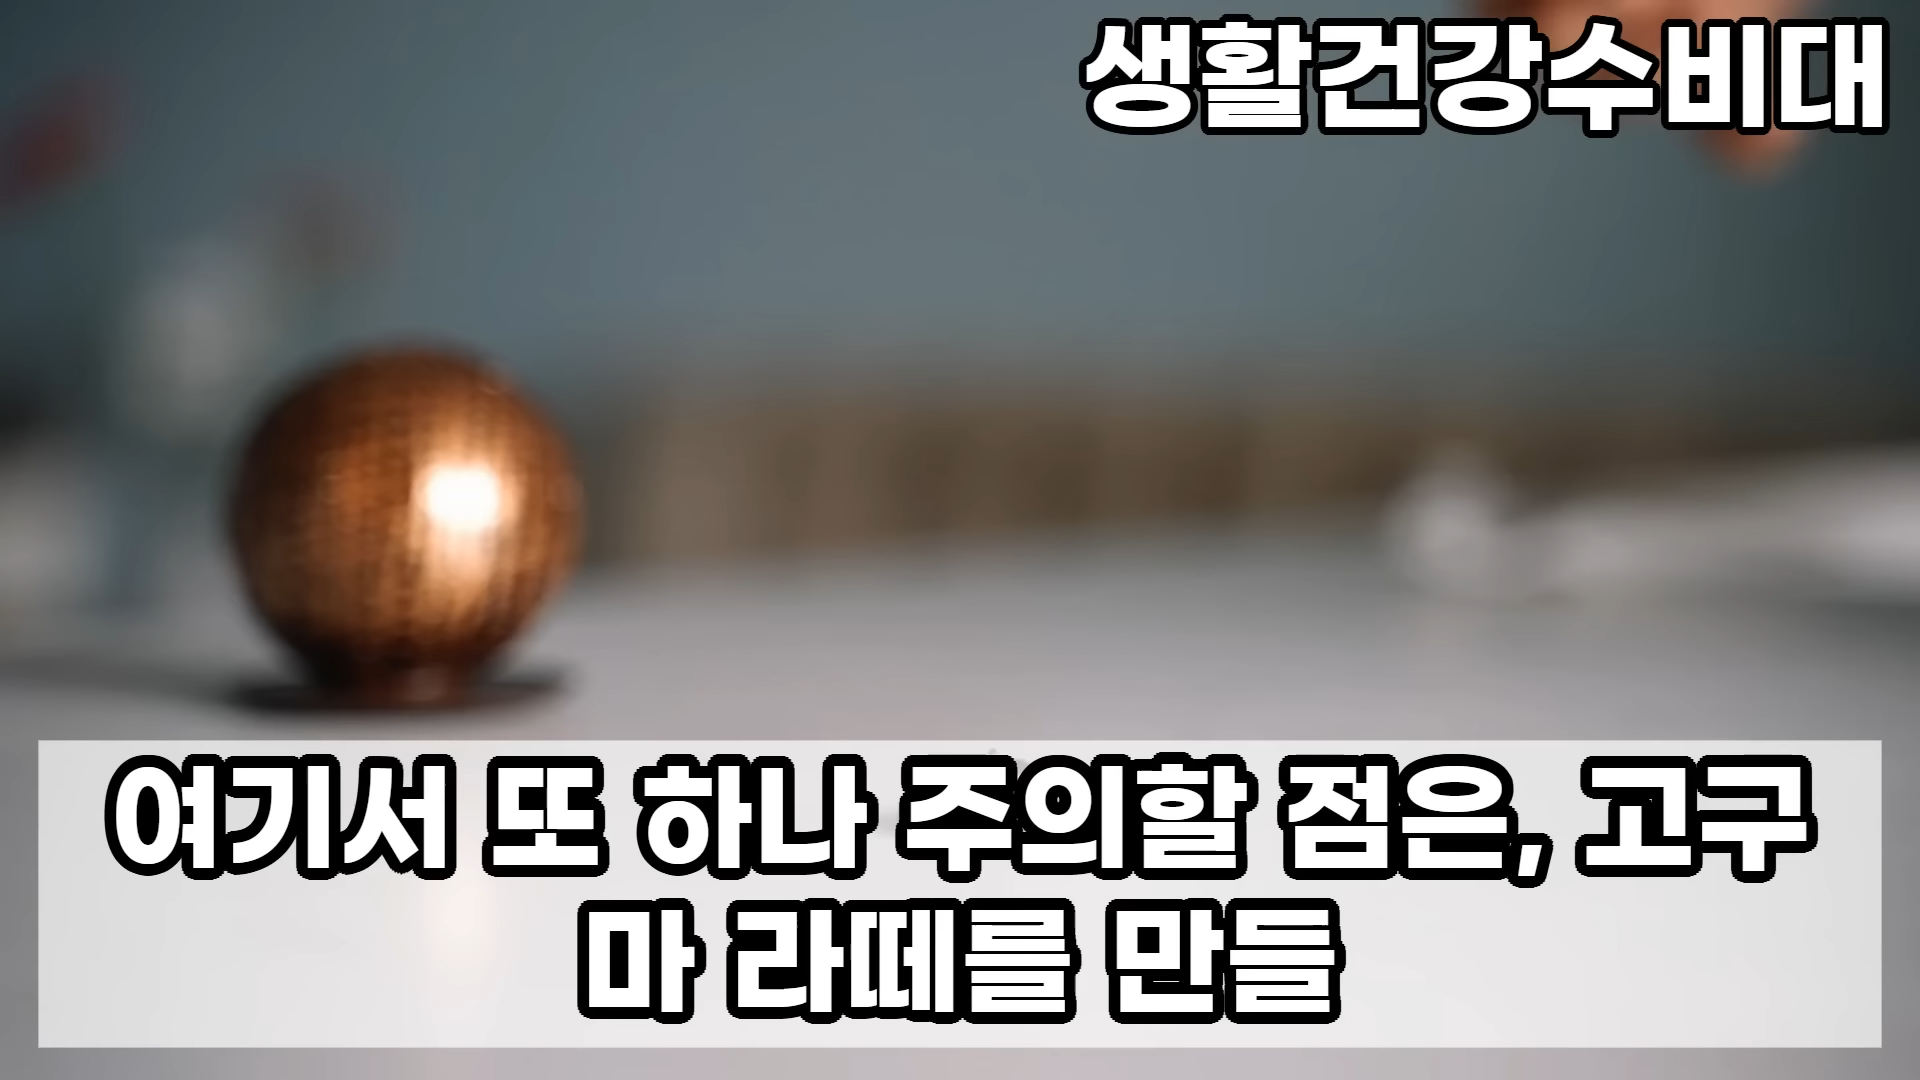 생활건강수비대
여기서 또 하나 주의할 점은, 고구
마 라떼를 만들